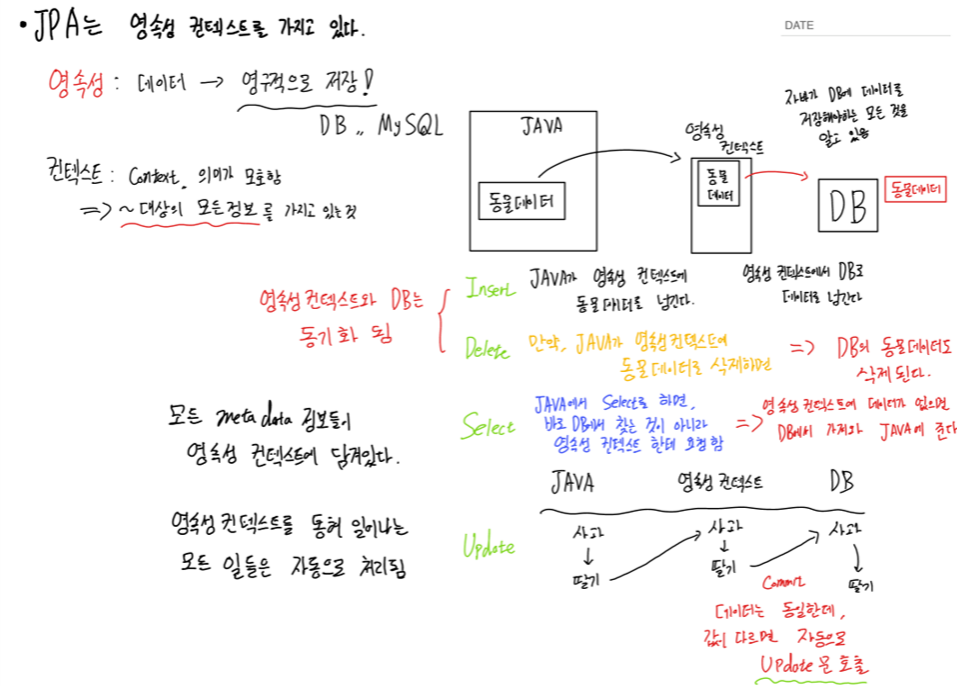 • JPA는 영속성 컨텍스트를 가지고 있다.
DATE
영속성 : 데이터 → 영구적으로 저장!
DB,, MySQL
컨텍스트 : Context, 의미가 모호함
=> ~ 대상의 모든 정보를 가지고 있는 것
JAVA
동물데이터
영속성
컨텍스트
동물
데이터
자바가 DB에 데이터를
저장해야하는 모든 것을
알고 있음
DB
동물데이터
영속성 컨텍스트와 DB는
동기화 됨
Insert
JAVA가 영속성 컨텍스트에
동물데이터를 넘긴다.
영속성 컨텍스트에서 DB로
데이터를 넘긴다
Delete
만약, JAVA가 영속성 컨텍스트에
동물데이터를 삭제하면
=> DB의 동물데이터도
삭제된다.
Select
JAVA에서 Select를 하면,
바로 DB에서 찾는 것이 아니라
영속성 컨텍스트 한테 요청함
=> 영속성 컨텍스트에 데이터가 없으면
DB에서 가져와 JAVA에 준다
모든 meta data 정보들이
영속성 컨텍스트에 담겨있다.
영속성 컨텍스트를 통해 일어나는
모든 일들은 자동으로 처리됨
Update
JAVA 영속성 컨텍스트 DB
사과 사과 사과
↓ ↓ ↓
딸기 딸기 딸기
Commit
데이터는 동일한데,
값이 다르면 자동으로
Update 문 호출